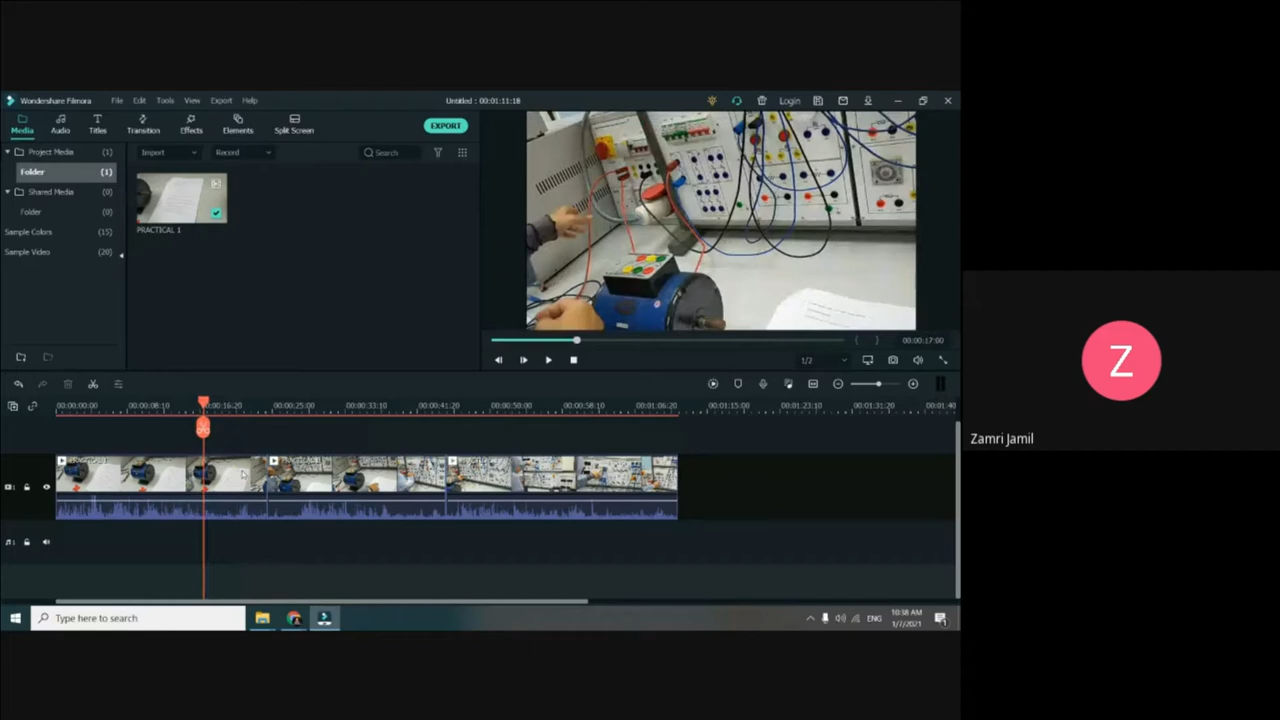 Wondershare Filmora File Edit Tools View Export Help Untitled : 00:01:11:18 Login
Media Audio Titles Transition Effects Elements Split Screen EXPORT
Project Media (1) Import Record Search
Folder (1)
Shared Media (0)
Folder (0)
Sample Colors (15)
Sample Video (20)
PRACTICAL 1
00:00:17:00
1/2
00:00:00:00 00:00:08:10 00:00:16:20 00:00:25:00 00:00:33:10 00:00:41:20 00:00:50:00 00:00:58:10 00:01:06:20 00:01:15:00 00:01:23:10 00:01:31:20 00:01:40
Type here to search
ENG
10:38 AM
1/7/2021
Z
Zamri Jamil